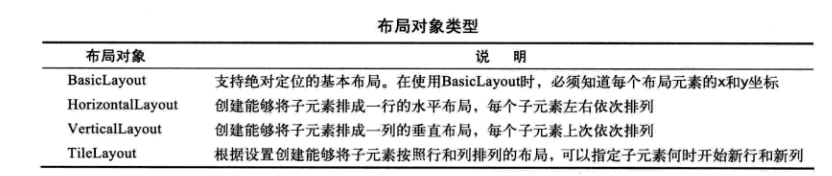 布局对象类型
布局对象 说 明
BasicLayout 支持绝对定位的基本布局。在使用BasicLayout时，必须知道每个布局元素的x和y坐标
HorizontalLayout 创建能够将子元素排成一行的水平布局，每个子元素左右依次排列
VerticalLayout 创建能够将子元素排成一列的垂直布局，每个子元素上次依次排列
TileLayout 根据设置创建能够将子元素按照行和列排列的布局，可以指定子元素何时开始新行和新列